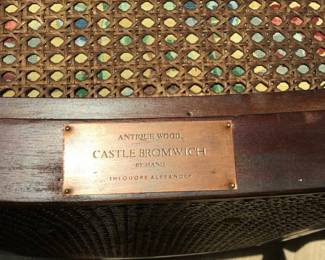 ANTIQUE WOOD
CASTLE BROMWICH
BY HAND
THEODORE ALEXANDER